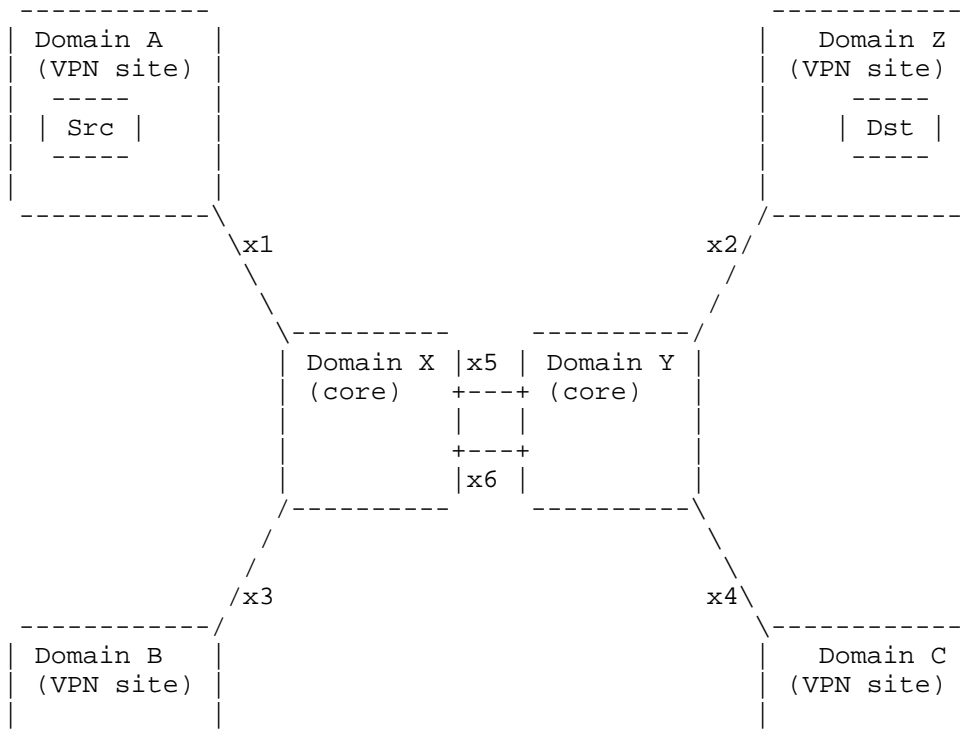 Domain A Domain Z
(VPN site) (VPN site)
Src Dst
x1 x2
Domain X x5 Domain Y
(core) (core)
x6
x3 x4
Domain B Domain C
(VPN site) (VPN site)